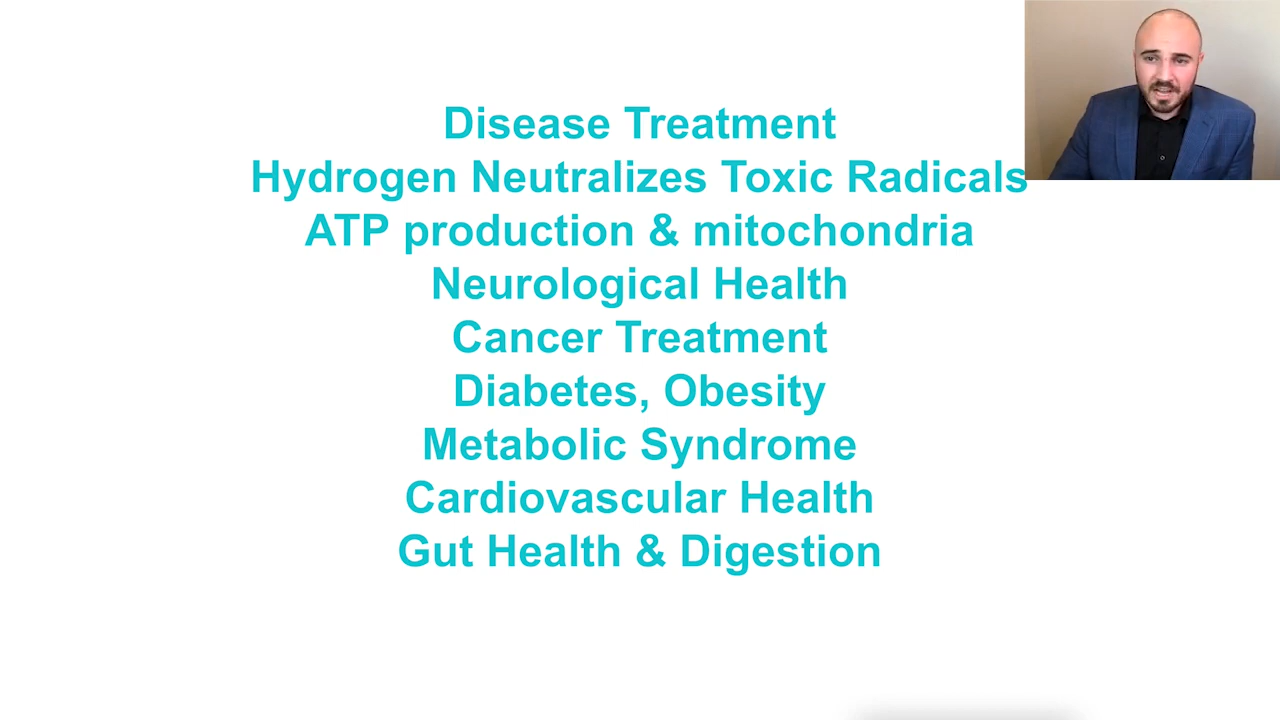 Disease Treatment
Hydrogen Neutralizes Toxic Radicals
ATP production & mitochondria
Neurological Health
Cancer Treatment
Diabetes, Obesity
Metabolic Syndrome
Cardiovascular Health
Gut Health & Digestion